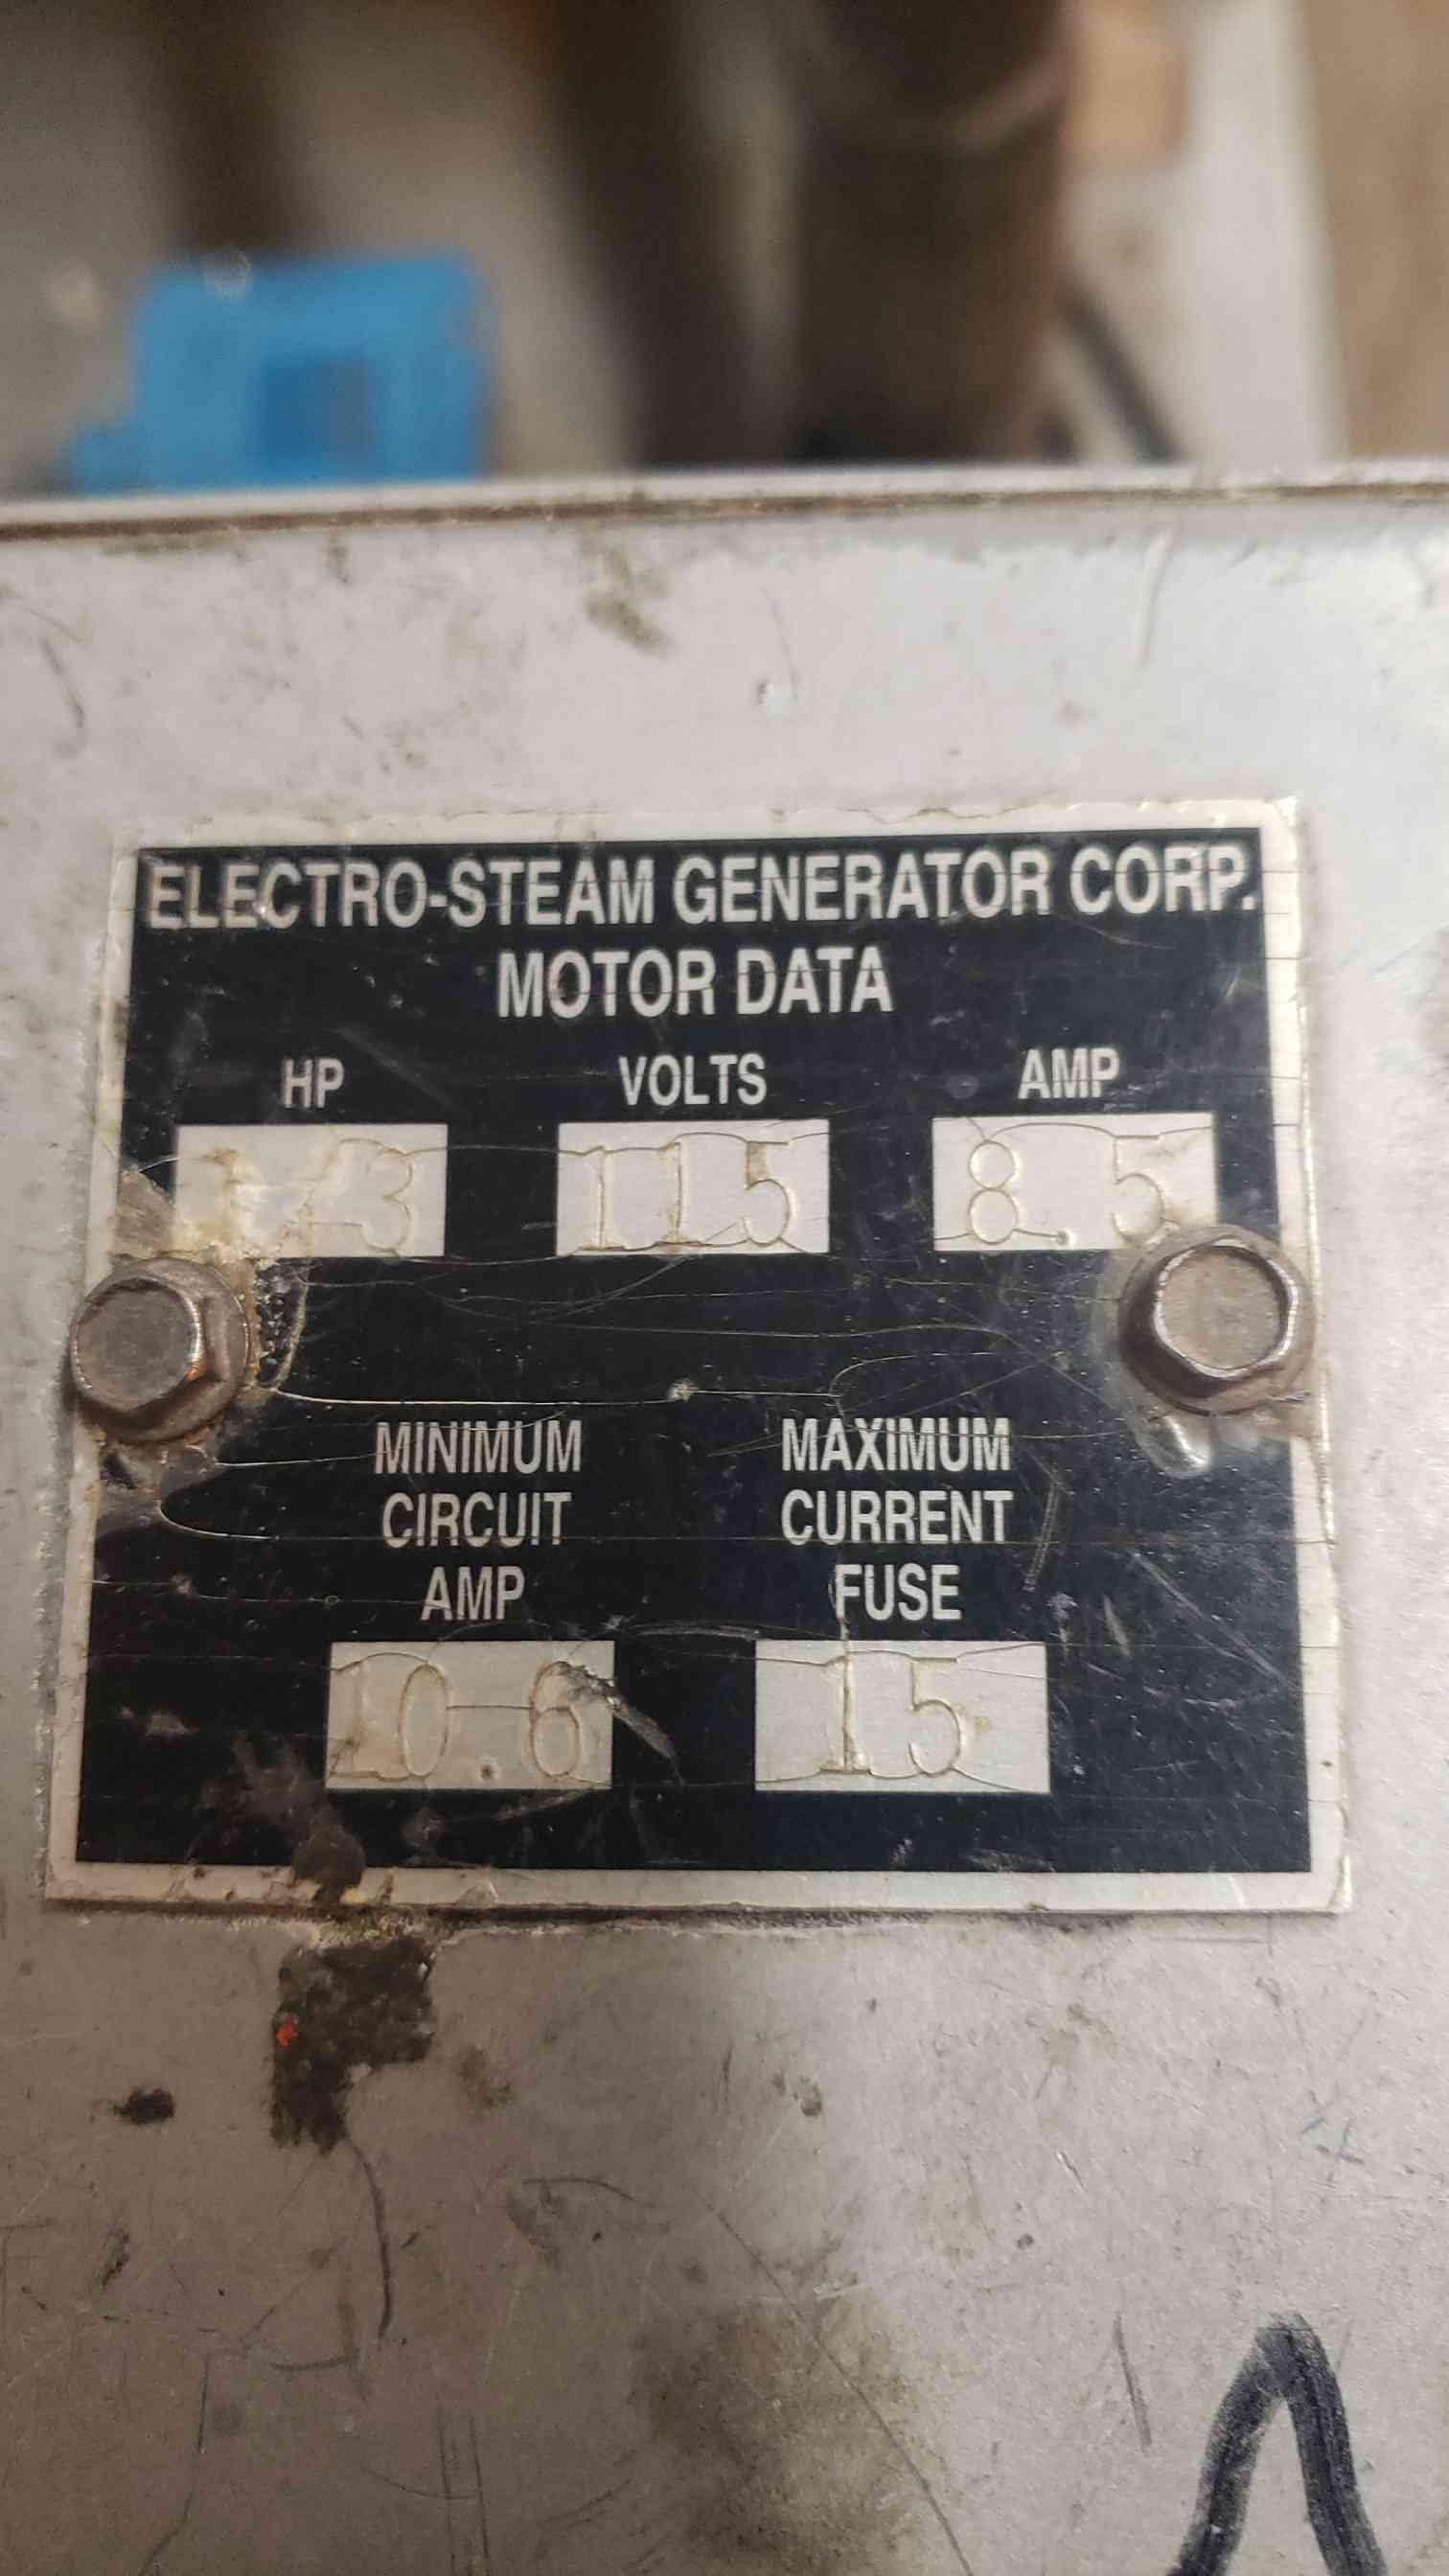 ELECTRO-STEAM GENERATOR CORP.
MOTOR DATA
HP VOLTS AMP
115 8.5
MINIMUM MAXIMUM
CIRCUIT CURRENT
AMP FUSE
10.6 15